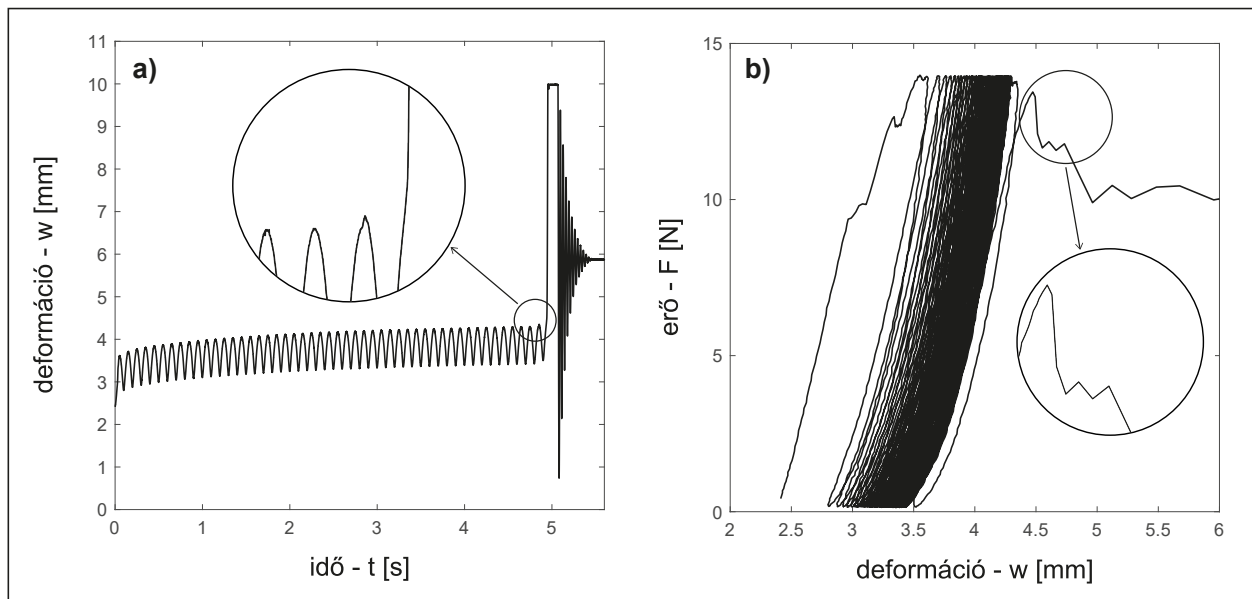 a)
11
10
9
8
7
6
5
4
3
2
1
0
0 1 2 3 4 5
deformáció - w [mm]
idő - t [s]
b)
15
10
5
0
2 2.5 3 3.5 4 4.5 5 5.5 6
erő - F [N]
deformáció - w [mm]